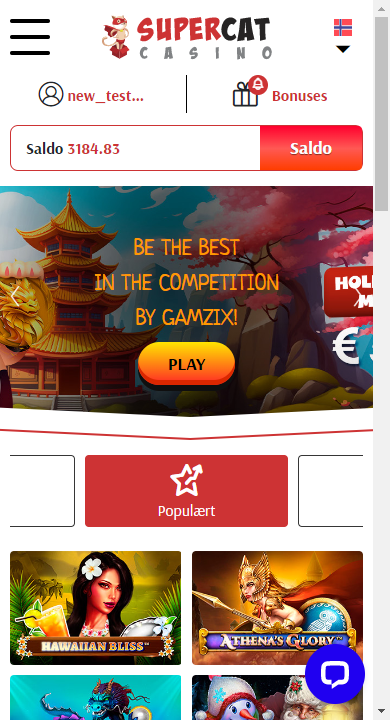 SUPERCAT
CASINO
new_test...
Bonuses
Saldo 3184.83
Saldo
BE THE BEST
IN THE COMPETITION
BY GAMZIX!
PLAY
HOL
M
€
Populært
HAWAIIAN BLISS
ATHENA'S GLORY